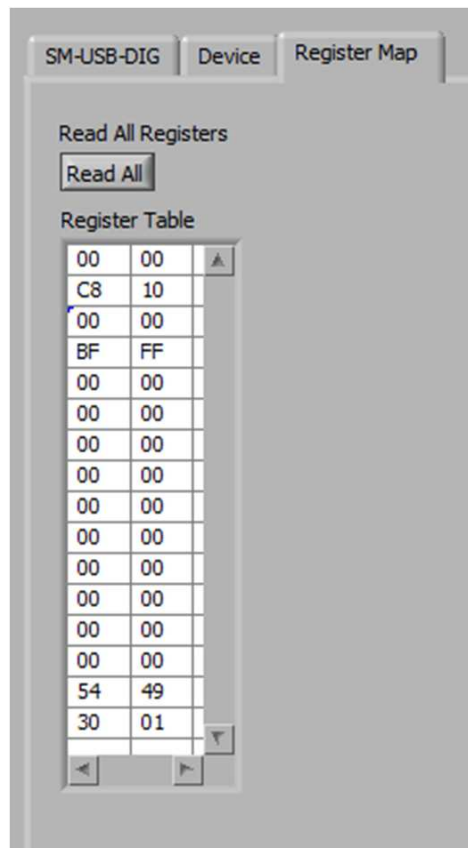 SM-USB-DIG Device Register Map
Read All Registers
Read All
Register Table
00 00
C8 10
00 00
BF FF
00 00
00 00
00 00
00 00
00 00
00 00
00 00
00 00
00 00
00 00
54 49
30 01